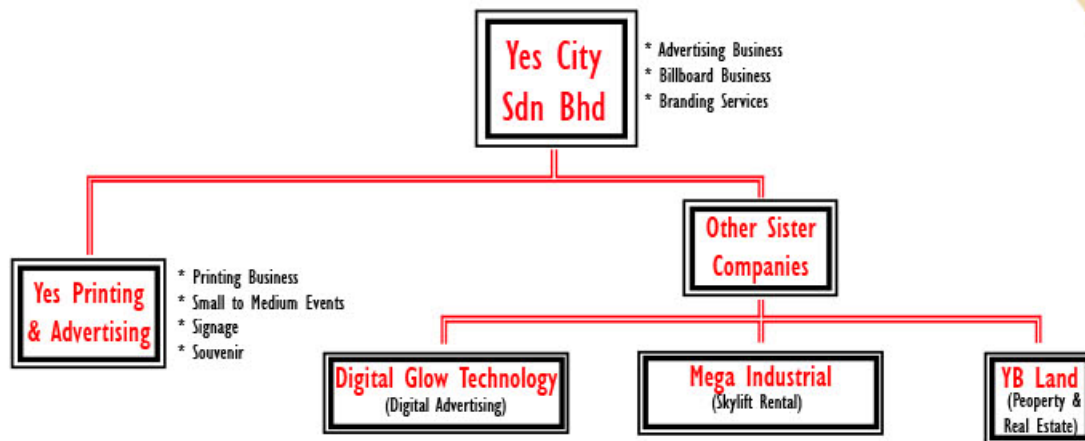 Yes City
Sdn Bhd
* Advertising Business
* Billboard Business
* Branding Services
Other Sister
Companies
Yes Printing
& Advertising
* Printing Business
* Small to Medium Events
* Signage
* Souvenir
Digital Glow Technology
(Digital Advertising)
Mega Industrial
(Skylift Rental)
YB Land
(Peoperty &
Real Estate)